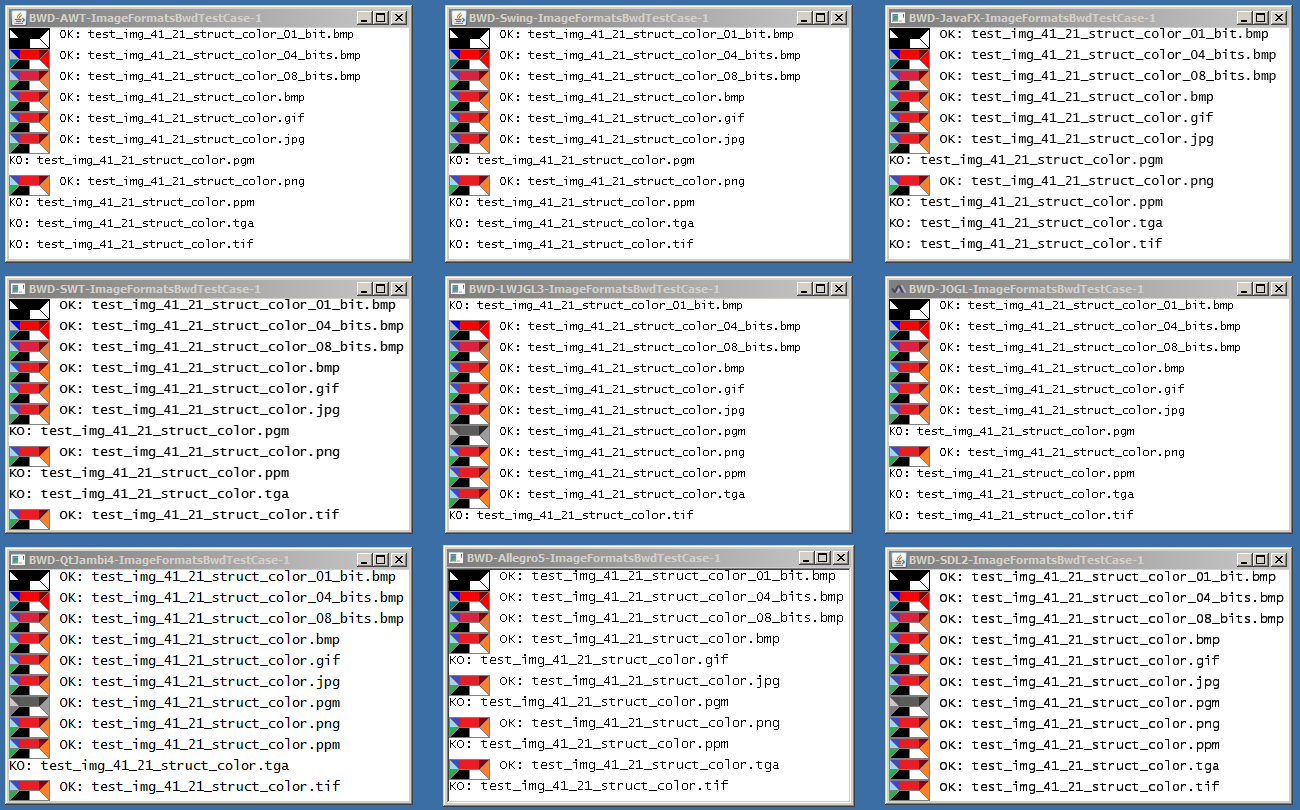 BWD-AWT-ImageFormatsBwdTestCase-1
OK: test_img_41_21_struct_color_01_bit.bmp
OK: test_img_41_21_struct_color_04_bits.bmp
OK: test_img_41_21_struct_color_08_bits.bmp
OK: test_img_41_21_struct_color.bmp
OK: test_img_41_21_struct_color.gif
OK: test_img_41_21_struct_color.jpg
KO: test_img_41_21_struct_color.pgm
OK: test_img_41_21_struct_color.png
KO: test_img_41_21_struct_color.ppm
KO: test_img_41_21_struct_color.tga
KO: test_img_41_21_struct_color.tif
BWD-Swing-ImageFormatsBwdTestCase-1
OK: test_img_41_21_struct_color_01_bit.bmp
OK: test_img_41_21_struct_color_04_bits.bmp
OK: test_img_41_21_struct_color_08_bits.bmp
OK: test_img_41_21_struct_color.bmp
OK: test_img_41_21_struct_color.gif
OK: test_img_41_21_struct_color.jpg
KO: test_img_41_21_struct_color.pgm
OK: test_img_41_21_struct_color.png
KO: test_img_41_21_struct_color.ppm
KO: test_img_41_21_struct_color.tga
KO: test_img_41_21_struct_color.tif
BWD-JavaFX-ImageFormatsBwdTestCase-1
OK: test_img_41_21_struct_color_01_bit.bmp
OK: test_img_41_21_struct_color_04_bits.bmp
OK: test_img_41_21_struct_color_08_bits.bmp
OK: test_img_41_21_struct_color.bmp
OK: test_img_41_21_struct_color.gif
OK: test_img_41_21_struct_color.jpg
KO: test_img_41_21_struct_color.pgm
OK: test_img_41_21_struct_color.png
KO: test_img_41_21_struct_color.ppm
KO: test_img_41_21_struct_color.tga
KO: test_img_41_21_struct_color.tif
BWD-SWT-ImageFormatsBwdTestCase-1
OK: test_img_41_21_struct_color_01_bit.bmp
OK: test_img_41_21_struct_color_04_bits.bmp
OK: test_img_41_21_struct_color_08_bits.bmp
OK: test_img_41_21_struct_color.bmp
OK: test_img_41_21_struct_color.gif
OK: test_img_41_21_struct_color.jpg
KO: test_img_41_21_struct_color.pgm
OK: test_img_41_21_struct_color.png
KO: test_img_41_21_struct_color.ppm
KO: test_img_41_21_struct_color.tga
OK: test_img_41_21_struct_color.tif
BWD-LWJGL3-ImageFormatsBwdTestCase-1
KO: test_img_41_21_struct_color_01_bit.bmp
OK: test_img_41_21_struct_color_04_bits.bmp
OK: test_img_41_21_struct_color_08_bits.bmp
OK: test_img_41_21_struct_color.bmp
OK: test_img_41_21_struct_color.gif
OK: test_img_41_21_struct_color.jpg
OK: test_img_41_21_struct_color.pgm
OK: test_img_41_21_struct_color.png
OK: test_img_41_21_struct_color.ppm
OK: test_img_41_21_struct_color.tga
KO: test_img_41_21_struct_color.tif
BWD-JOGL-ImageFormatsBwdTestCase-1
OK: test_img_41_21_struct_color_01_bit.bmp
OK: test_img_41_21_struct_color_04_bits.bmp
OK: test_img_41_21_struct_color_08_bits.bmp
OK: test_img_41_21_struct_color.bmp
OK: test_img_41_21_struct_color.gif
OK: test_img_41_21_struct_color.jpg
KO: test_img_41_21_struct_color.pgm
OK: test_img_41_21_struct_color.png
KO: test_img_41_21_struct_color.ppm
KO: test_img_41_21_struct_color.tga
KO: test_img_41_21_struct_color.tif
BWD-QtJambi4-ImageFormatsBwdTestCase-1
OK: test_img_41_21_struct_color_01_bit.bmp
OK: test_img_41_21_struct_color_04_bits.bmp
OK: test_img_41_21_struct_color_08_bits.bmp
OK: test_img_41_21_struct_color.bmp
OK: test_img_41_21_struct_color.gif
OK: test_img_41_21_struct_color.jpg
OK: test_img_41_21_struct_color.pgm
OK: test_img_41_21_struct_color.png
OK: test_img_41_21_struct_color.ppm
KO: test_img_41_21_struct_color.tga
OK: test_img_41_21_struct_color.tif
BWD-Allegro5-ImageFormatsBwdTestCase-1
OK: test_img_41_21_struct_color_01_bit.bmp
OK: test_img_41_21_struct_color_04_bits.bmp
OK: test_img_41_21_struct_color_08_bits.bmp
OK: test_img_41_21_struct_color.bmp
KO: test_img_41_21_struct_color.gif
OK: test_img_41_21_struct_color.jpg
KO: test_img_41_21_struct_color.pgm
OK: test_img_41_21_struct_color.png
KO: test_img_41_21_struct_color.ppm
OK: test_img_41_21_struct_color.tga
KO: test_img_41_21_struct_color.tif
BWD-SDL2-ImageFormatsBwdTestCase-1
OK: test_img_41_21_struct_color_01_bit.bmp
OK: test_img_41_21_struct_color_04_bits.bmp
OK: test_img_41_21_struct_color_08_bits.bmp
OK: test_img_41_21_struct_color.bmp
OK: test_img_41_21_struct_color.gif
OK: test_img_41_21_struct_color.jpg
OK: test_img_41_21_struct_color.pgm
OK: test_img_41_21_struct_color.png
OK: test_img_41_21_struct_color.ppm
OK: test_img_41_21_struct_color.tga
OK: test_img_41_21_struct_color.tif